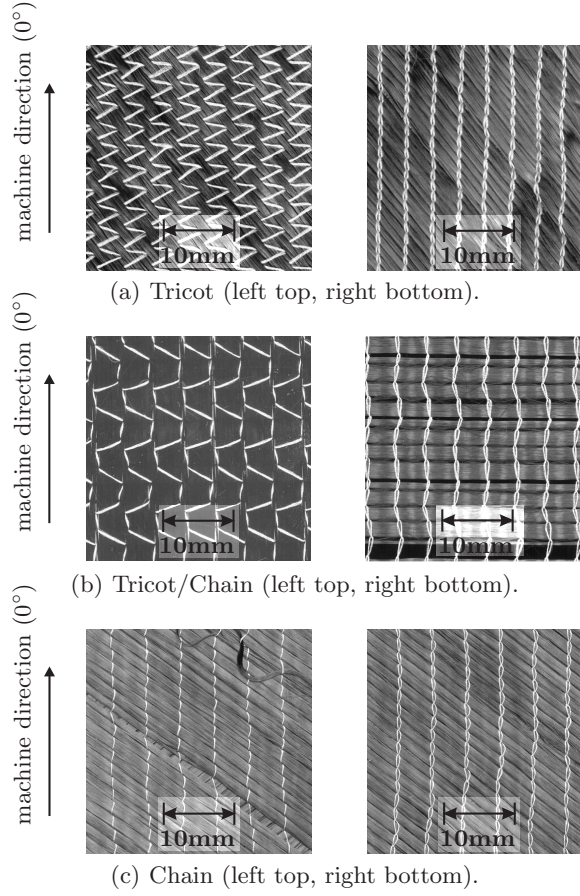 machine direction (0°)
10mm
10mm
(a) Tricot (left top, right bottom).
machine direction (0°)
10mm
10mm
(b) Tricot/Chain (left top, right bottom).
machine direction (0°)
10mm
10mm
(c) Chain (left top, right bottom).